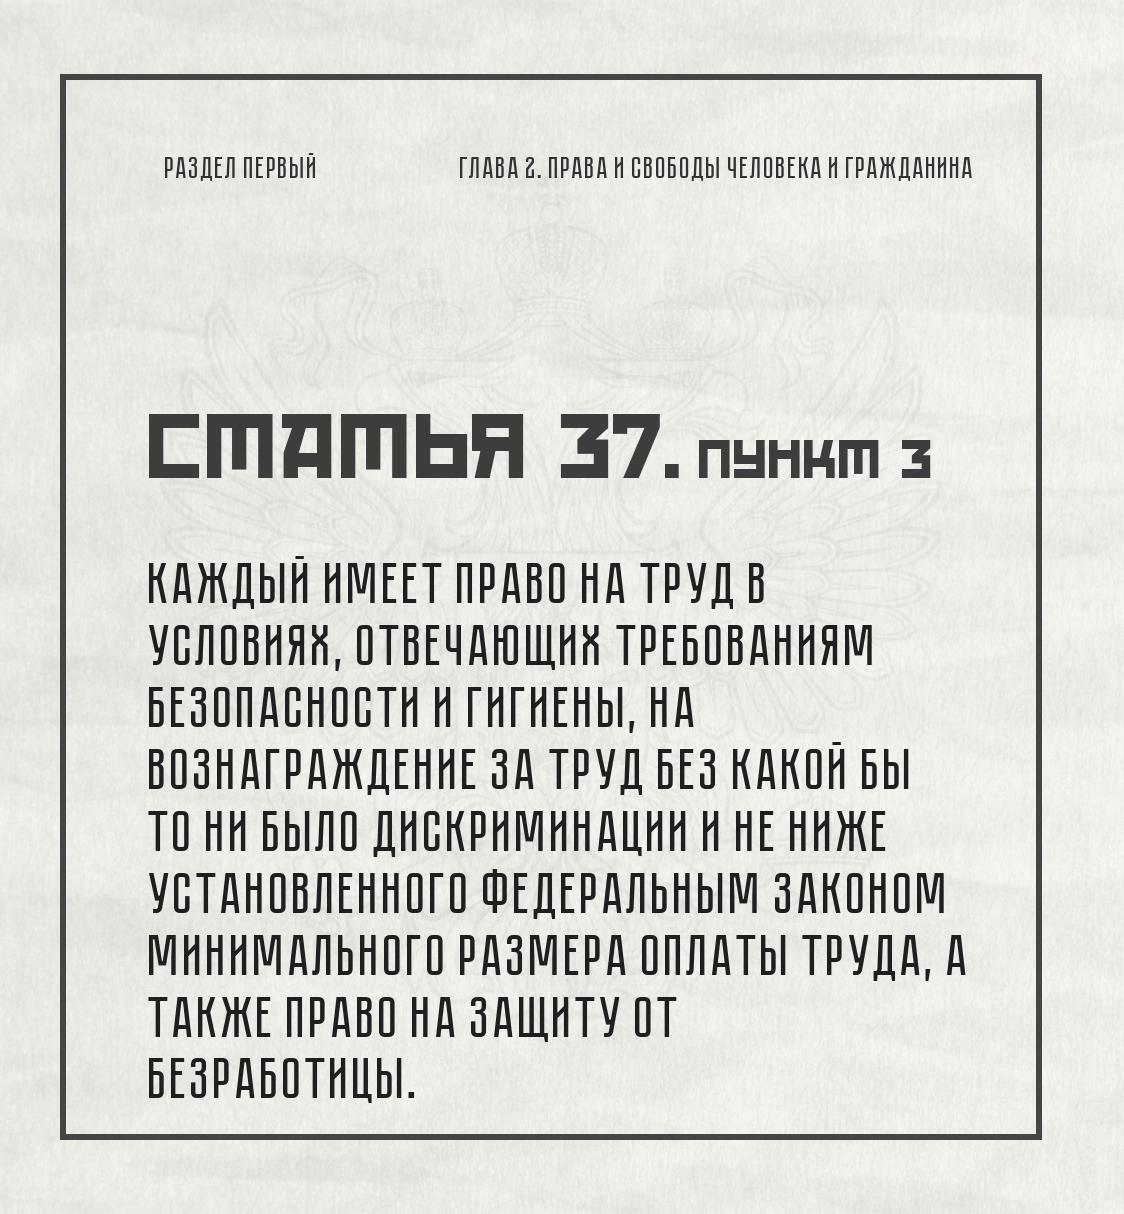 РАЗДЕЛ ПЕРВЫЙ ГЛАВА 2. ПРАВА И СВОБОДЫ ЧЕЛОВЕКА И ГРАЖДАНИНА
СТАТЬЯ 37. ПУНКТ 3
КАЖДЫЙ ИМЕЕТ ПРАВО НА ТРУД В
УСЛОВИЯХ, ОТВЕЧАЮЩИХ ТРЕБОВАНИЯМ
БЕЗОПАСНОСТИ И ГИГИЕНЫ, НА
ВОЗНАГРАЖДЕНИЕ ЗА ТРУД БЕЗ КАКОЙ БЫ
ТО НИ БЫЛО ДИСКРИМИНАЦИИ И НЕ НИЖЕ
УСТАНОВЛЕННОГО ФЕДЕРАЛЬНЫМ ЗАКОНОМ
МИНИМАЛЬНОГО РАЗМЕРА ОПЛАТЫ ТРУДА, А
ТАКЖЕ ПРАВО НА ЗАЩИТУ ОТ
БЕЗРАБОТИЦЫ.